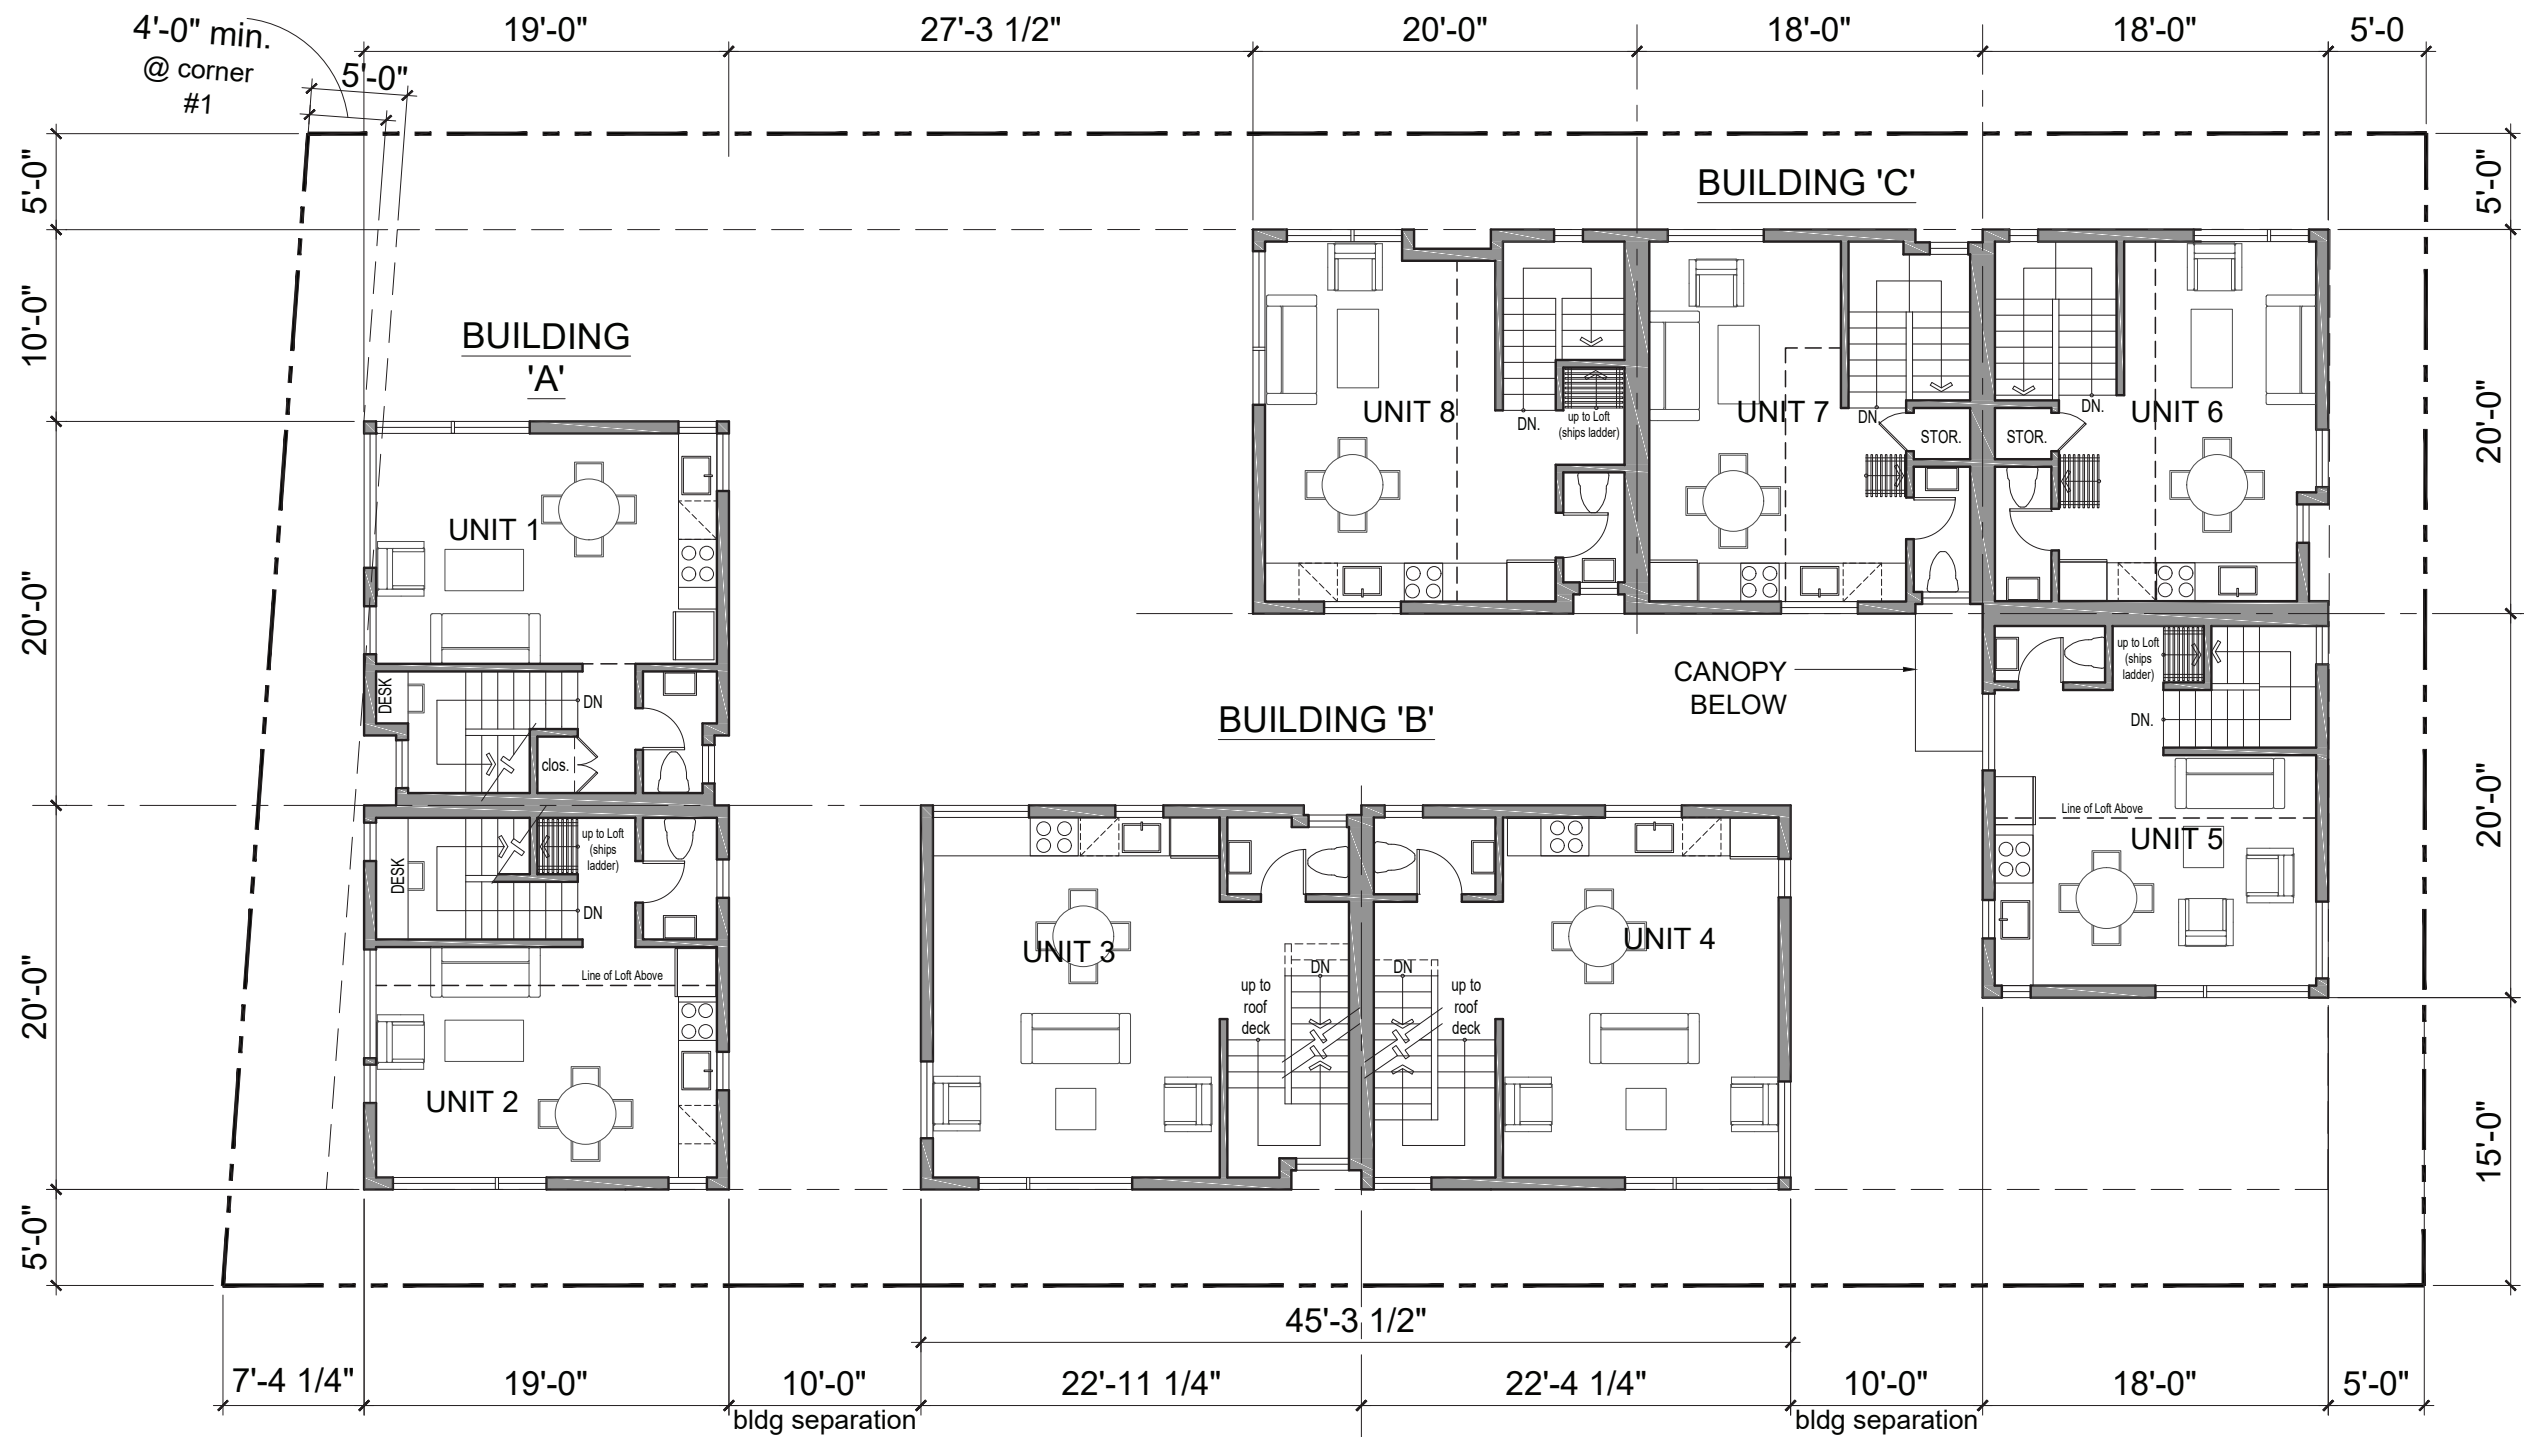 4'-0" min.
@ corner
#1
5'-0"
19'-0"
27'-3 1/2"
20'-0"
18'-0"
18'-0"
5'-0
5'-0"
10'-0"
20'-0"
20'-0"
5'-0"
5'-0"
20'-0"
20'-0"
15'-0"
BUILDING
'A'
UNIT 1
DESK
DN
clos.
DESK
up to Loft
(ships
ladder)
DN
Line of Loft Above
UNIT 2
BUILDING 'C'
UNIT 8
DN.
up to Loft
(ships ladder)
UNIT 7
DN.
STOR.
STOR.
DN.
UNIT 6
CANOPY
BELOW
up to Loft
(ships
ladder)
DN.
Line of Loft Above
UNIT 5
BUILDING 'B'
UNIT 3
DN
up to
roof
deck
DN
up to
roof
deck
UNIT 4
45'-3 1/2"
7'-4 1/4"
19'-0"
10'-0"
bldg separation
22'-11 1/4"
22'-4 1/4"
10'-0"
bldg separation
18'-0"
5'-0"